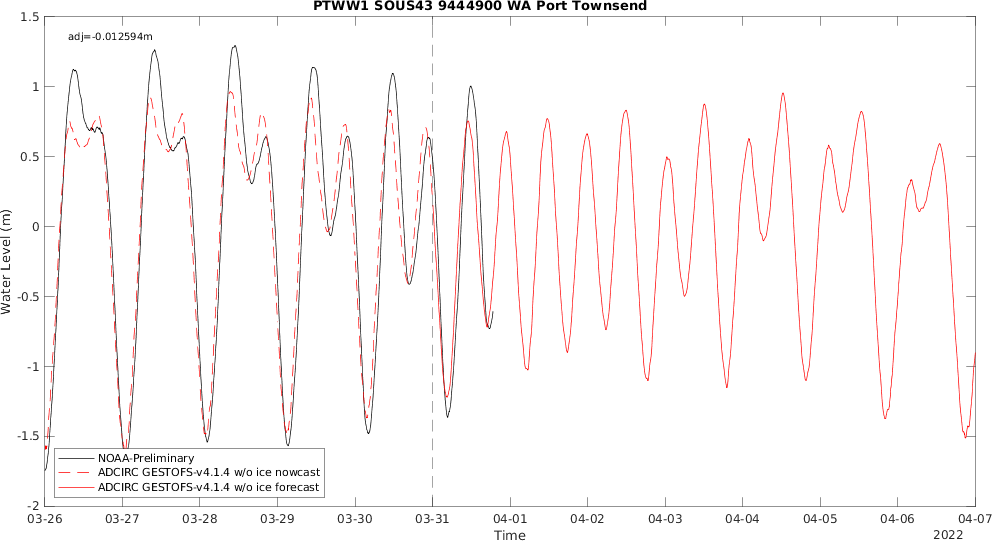 PTWW1 SOUS43 9444900 WA Port Townsend
adj=-0.012594m
1.5
1
0.5
0
-0.5
-1
-1.5
-2
Water Level (m)
NOAA-Preliminary
ADCIRC GESTOFS-v4.1.4 w/o ice nowcast
ADCIRC GESTOFS-v4.1.4 w/o ice forecast
03-26 03-27 03-28 03-29 03-30 03-31 04-01 04-02 04-03 04-04 04-05 04-06 04-07
Time
2022